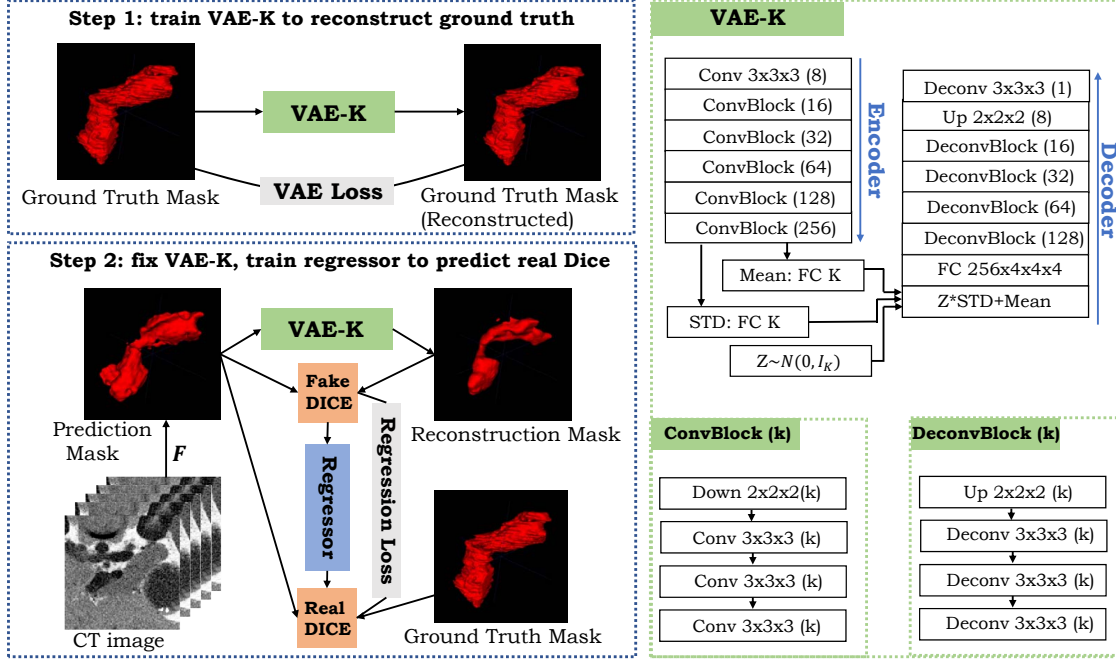 Step 1: train VAE-K to reconstruct ground truth
VAE-K
Ground Truth Mask
VAE Loss
Ground Truth Mask
(Reconstructed)
Step 2: fix VAE-K, train regressor to predict real Dice
VAE-K
Fake
DICE
Prediction
Mask
Reconstruction Mask
F
Regressor
Regression Loss
Real
DICE
CT image
Ground Truth Mask
VAE-K
Conv 3x3x3 (8)
ConvBlock (16)
ConvBlock (32)
ConvBlock (64)
ConvBlock (128)
ConvBlock (256)
Encoder
Mean: FC K
STD: FC K
Z~N(0, I_K)
Deconv 3x3x3 (1)
Up 2x2x2 (8)
DeconvBlock (16)
DeconvBlock (32)
DeconvBlock (64)
DeconvBlock (128)
FC 256x4x4x4
Z*STD+Mean
Decoder
ConvBlock (k)
Down 2x2x2(k)
Conv 3x3x3 (k)
Conv 3x3x3 (k)
Conv 3x3x3 (k)
DeconvBlock (k)
Up 2x2x2 (k)
Deconv 3x3x3 (k)
Deconv 3x3x3 (k)
Deconv 3x3x3 (k)